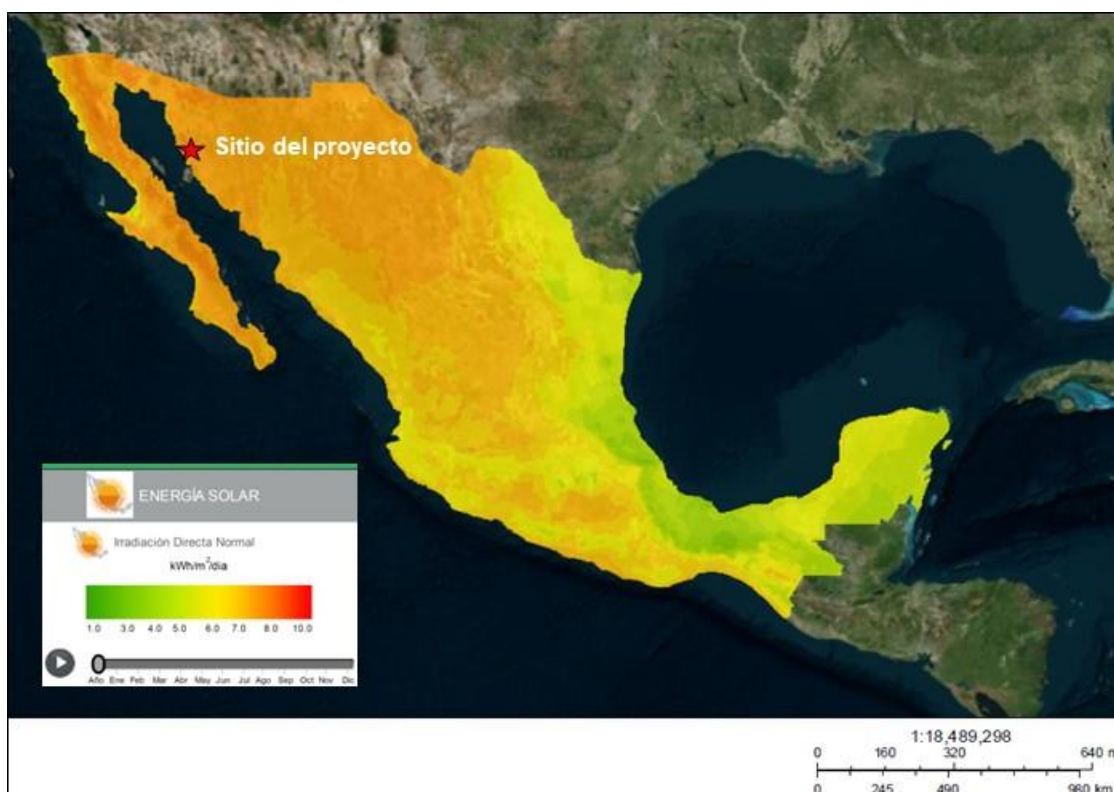 Sitio del proyecto
ENERGÍA SOLAR
Irradiación Directa Normal
kWh/m²/día
1.0 3.0 4.0 5.0 6.0 7.0 8.0 10.0
Año Ene Feb Mar Abr May Jun Jul Ago Sep Oct Nov Dic
1:18,489,298
0 160 320 640 m
0 245 490 980 km